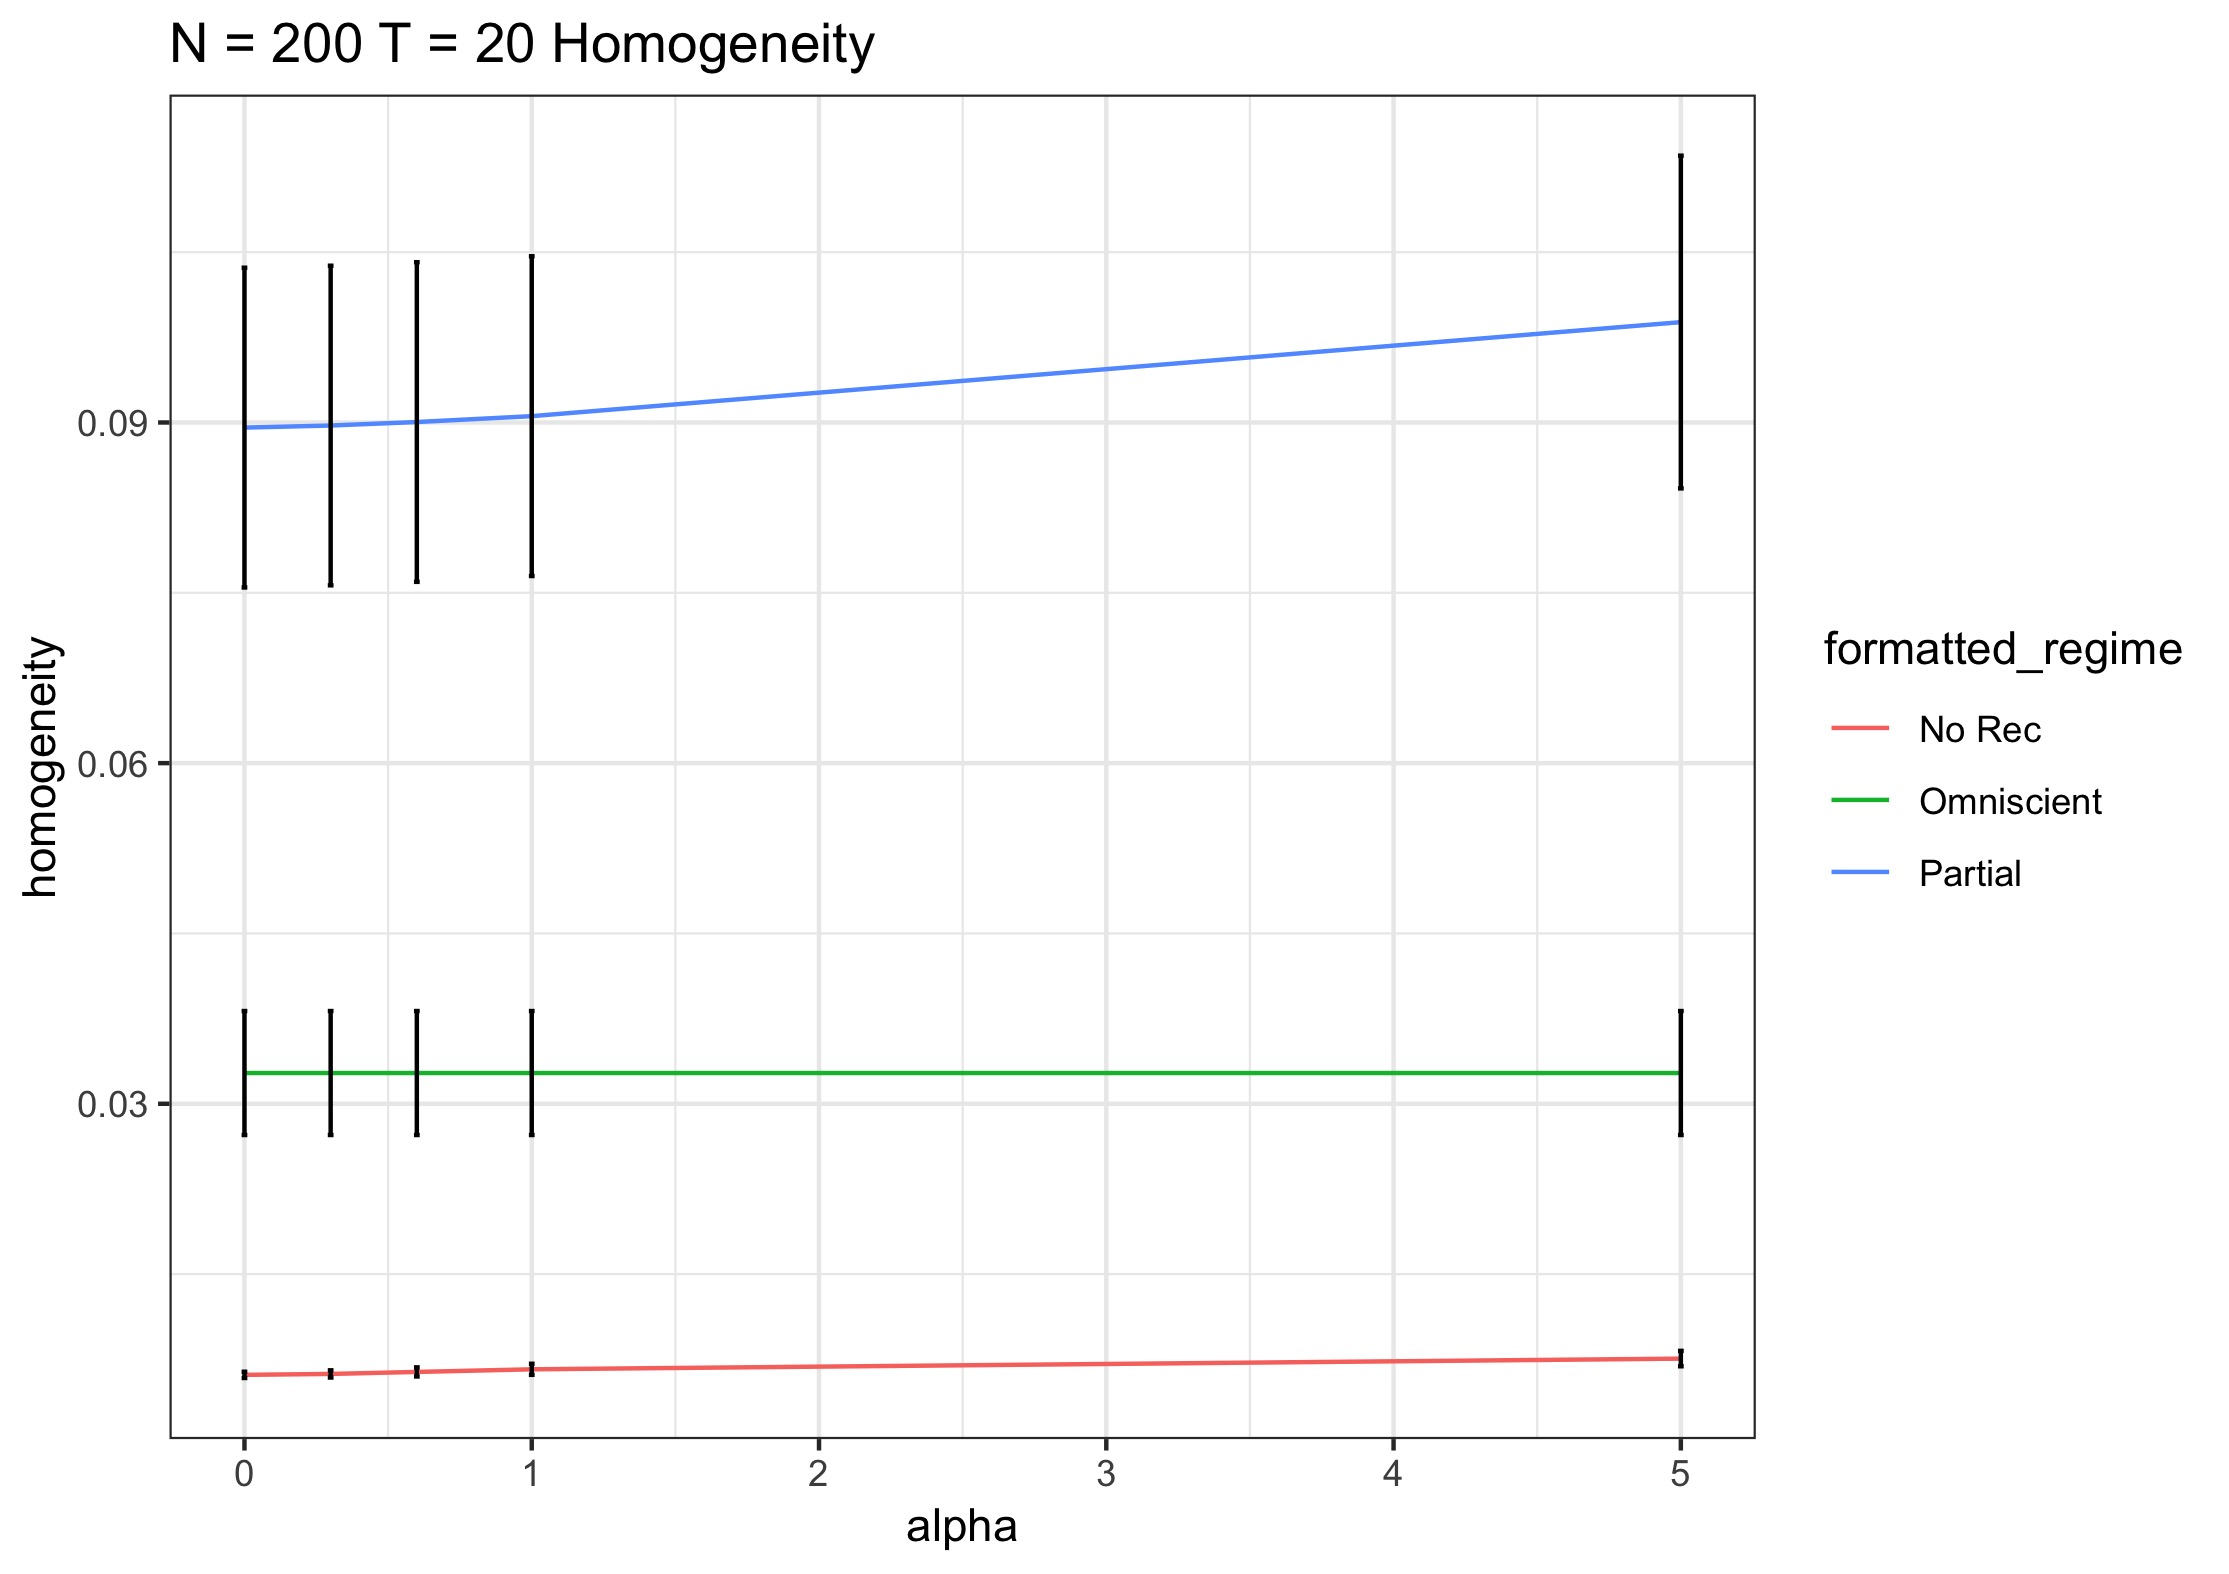 N = 200 T = 20 Homogeneity
homogeneity
0.09
0.06
0.03
0 1 2 3 4 5
alpha
formatted_regime
No Rec
Omniscient
Partial